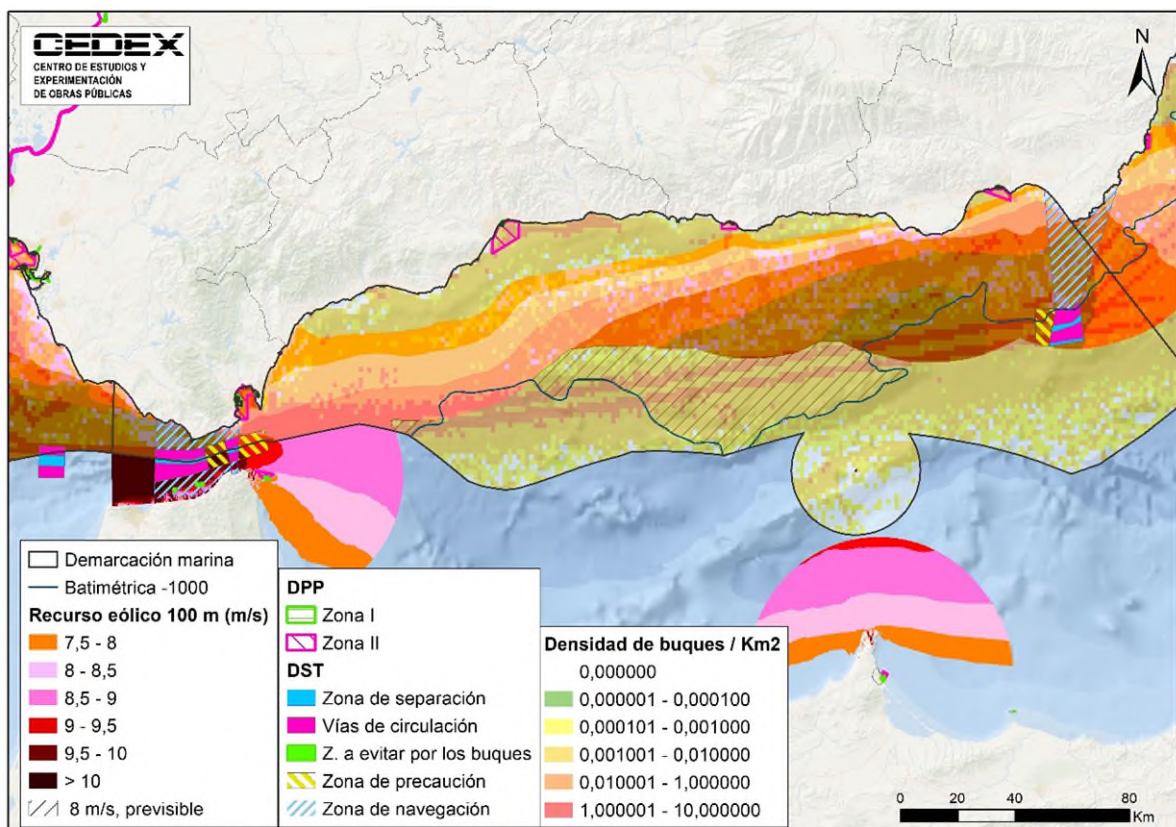 CEDEX
CENTRO DE ESTUDIOS Y
EXPERIMENTACIÓN
DE OBRAS PÚBLICAS
N
Demarcación marina
Batimétrica -1000
Recurso eólico 100 m (m/s)
7,5 - 8
8 - 8,5
8,5 - 9
9 - 9,5
9,5 - 10
> 10
8 m/s, previsible
DPP
Zona I
Zona II
DST
Zona de separación
Vías de circulación
Z. a evitar por los buques
Zona de precaución
Zona de navegación
Densidad de buques / Km2
0,000000
0,000001 - 0,000100
0,000101 - 0,001000
0,001001 - 0,010000
0,010001 - 1,000000
1,000001 - 10,000000
0 20 40 80
Km